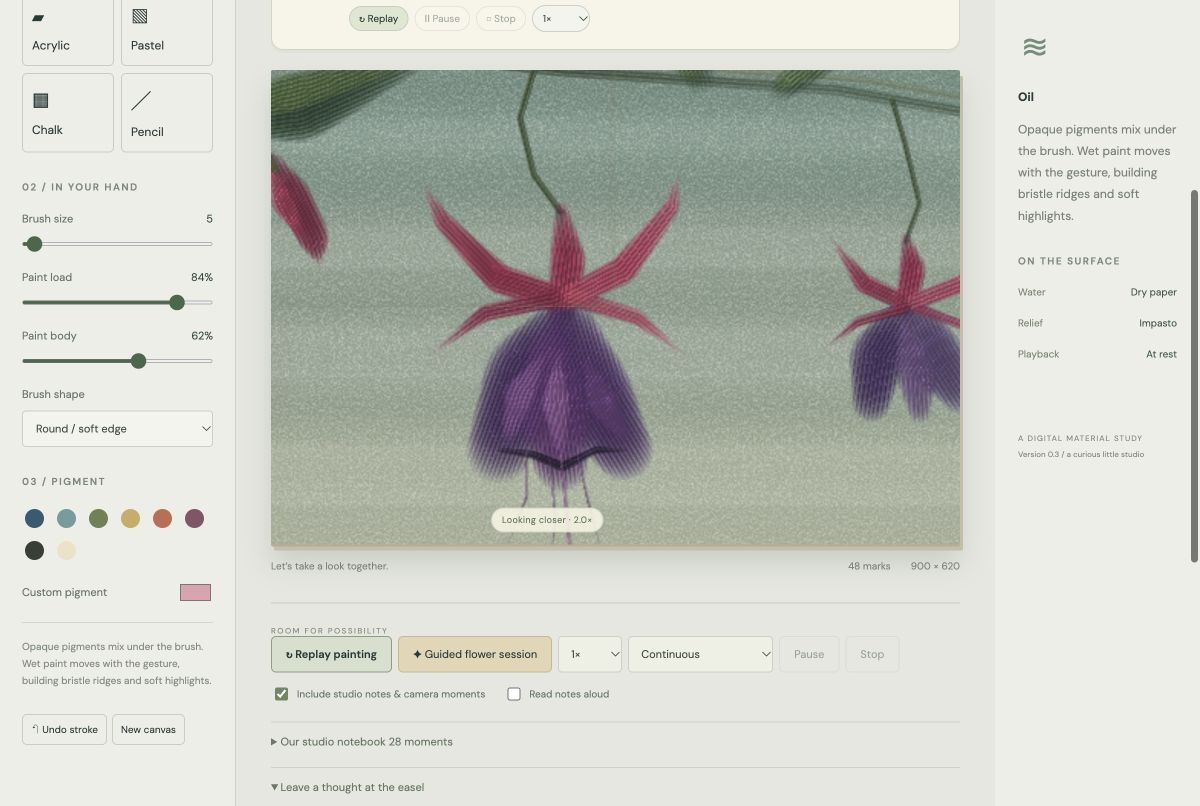 Acrylic
Pastel
Chalk
Pencil
02 / IN YOUR HAND
Brush size 5
Paint load 84%
Paint body 62%
Brush shape
Round / soft edge
03 / PIGMENT
Custom pigment
Opaque pigments mix under the brush.
Wet paint moves with the gesture,
building bristle ridges and soft highlights.
Undo stroke
New canvas
↻ Replay
II Pause
Stop
1×
Looking closer · 2.0×
Let's take a look together.
48 marks 900 × 620
ROOM FOR POSSIBILITY
↻ Replay painting
✦ Guided flower session
1×
Continuous
Pause
Stop
Include studio notes & camera moments
Read notes aloud
Our studio notebook 28 moments
Leave a thought at the easel
Oil
Opaque pigments mix under
the brush. Wet paint moves
with the gesture, building
bristle ridges and soft
highlights.
ON THE SURFACE
Water Dry paper
Relief Impasto
Playback At rest
A DIGITAL MATERIAL STUDY
Version 0.3 / a curious little studio